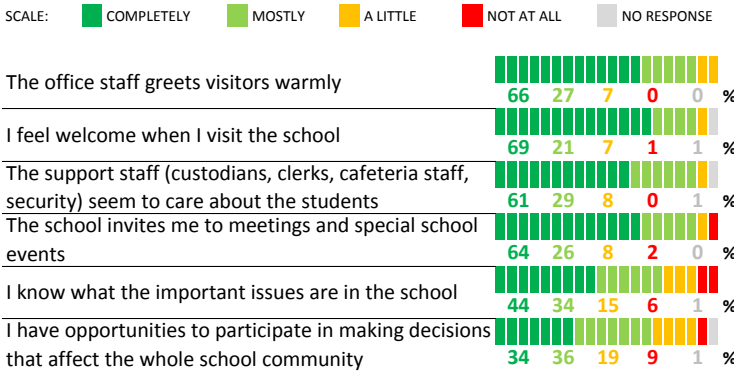 SCALE: COMPLETELY MOSTLY A LITTLE NOT AT ALL NO RESPONSE
The office staff greets visitors warmly
66 27 7 0 0 %
I feel welcome when I visit the school
69 21 7 1 1 %
The support staff (custodians, clerks, cafeteria staff,
security) seem to care about the students
61 29 8 0 1 %
The school invites me to meetings and special school
events
64 26 8 2 0 %
I know what the important issues are in the school
44 34 15 6 1 %
I have opportunities to participate in making decisions
that affect the whole school community
34 36 19 9 1 %